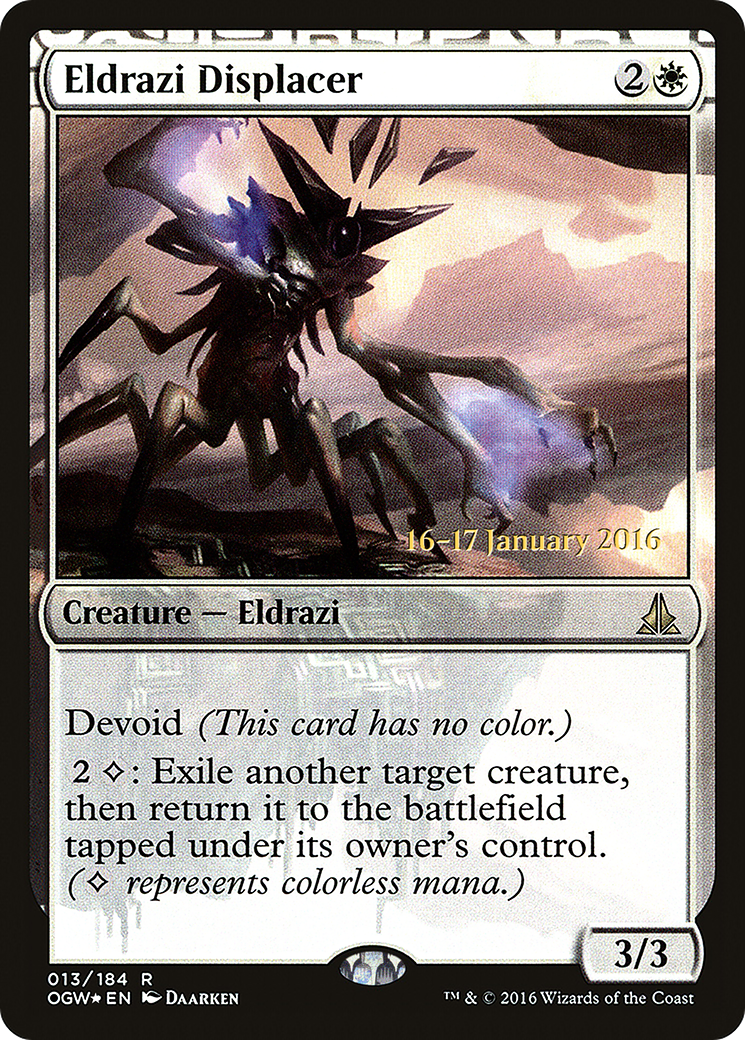 Eldrazi Displacer 2
16–17 January 2016
Creature — Eldrazi
Devoid (This card has no color.)
2 ◇: Exile another target creature,
then return it to the battlefield
tapped under its owner's control.
(◇ represents colorless mana.)
3/3
013/184 R
OGW★EN DAARKEN
™ & © 2016 Wizards of the Coast